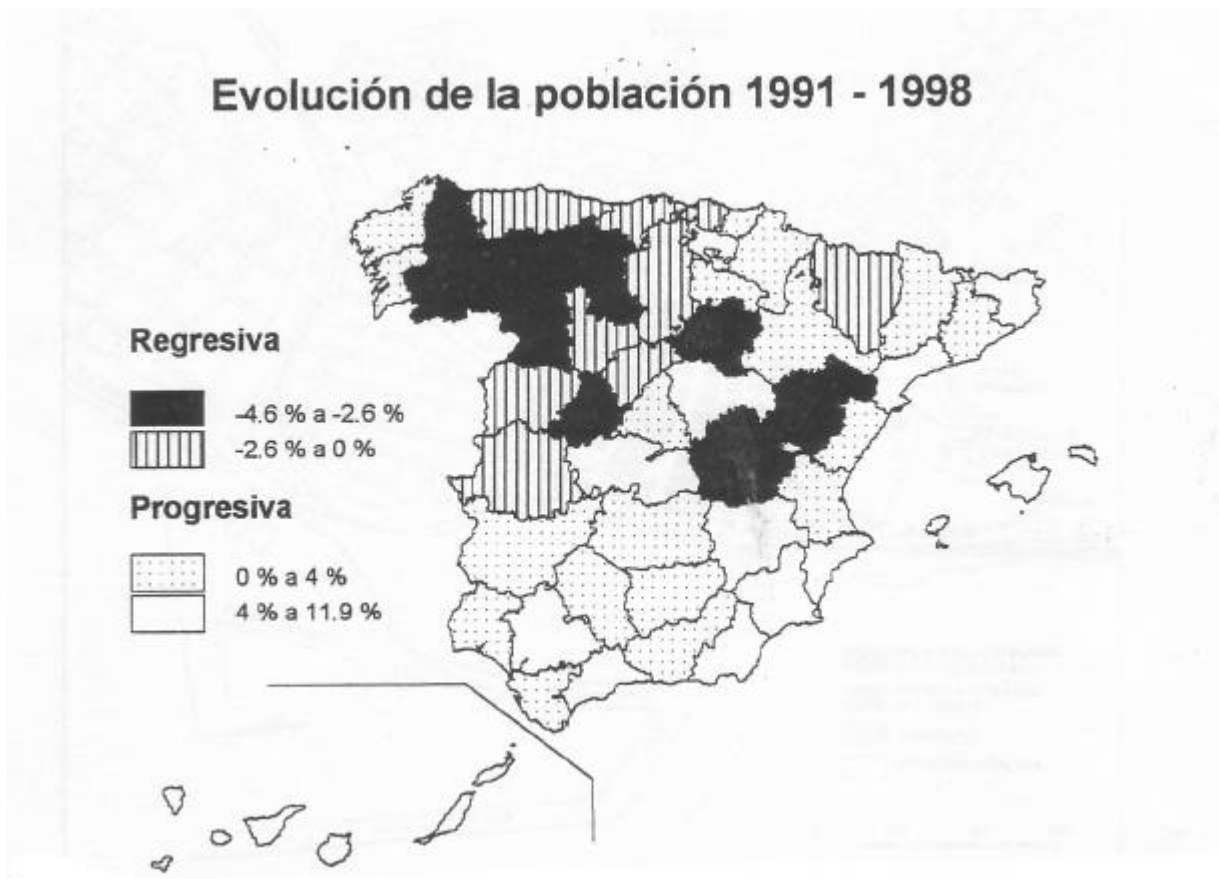 Evolución de la población 1991 - 1998
Regresiva
-4.6 % a -2.6 %
-2.6 % a 0 %
Progresiva
0 % a 4 %
4 % a 11.9 %